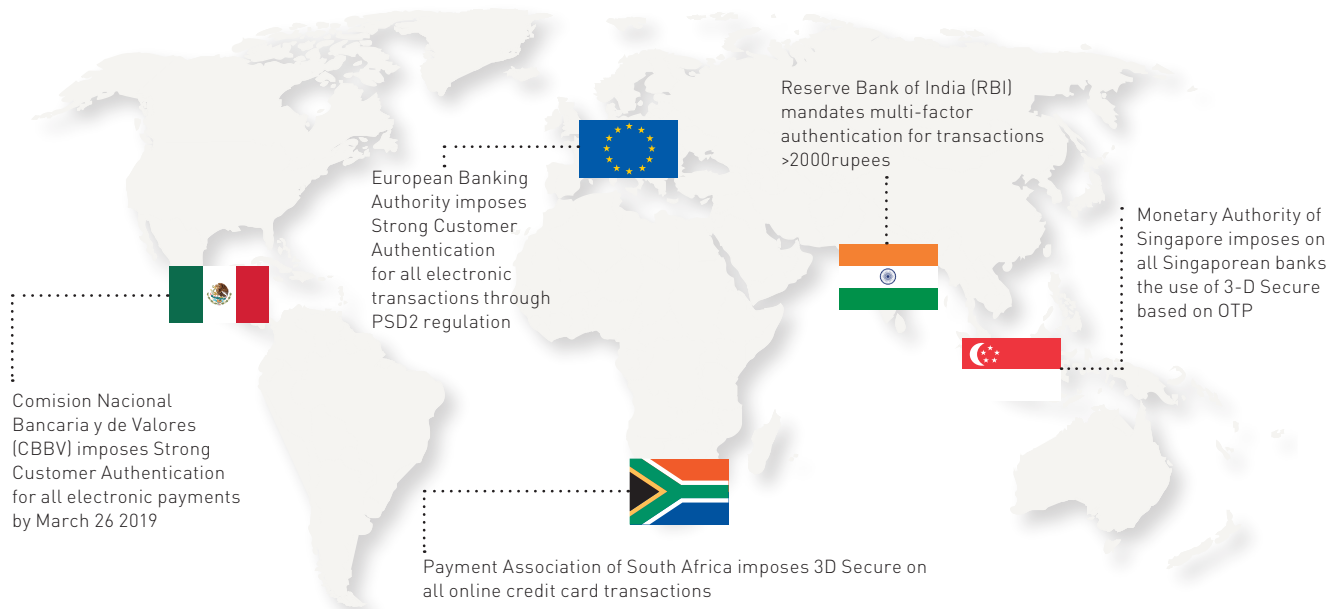 Reserve Bank of India (RBI)
mandates multi-factor
authentication for transactions
>2000rupees
European Banking
Authority imposes
Strong Customer
Authentication
for all electronic
transactions through
PSD2 regulation
Monetary Authority of
Singapore imposes on
all Singaporean banks
the use of 3-D Secure
based on OTP
Comision Nacional
Bancaria y de Valores
(CBBV) imposes Strong
Customer Authentication
for all electronic payments
by March 26 2019
Payment Association of South Africa imposes 3D Secure on
all online credit card transactions